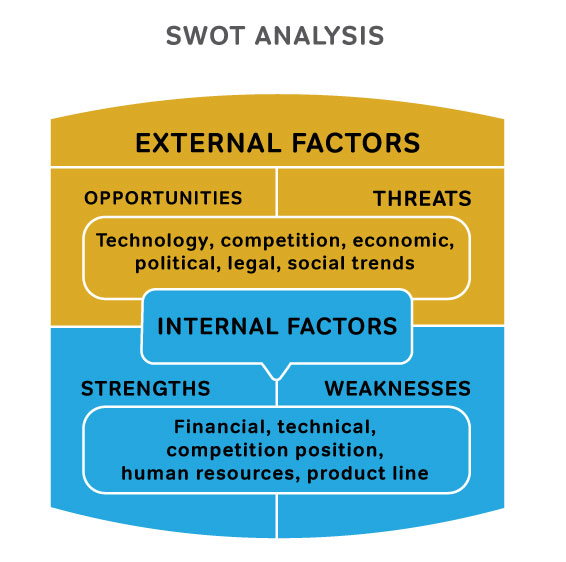 SWOT ANALYSIS
EXTERNAL FACTORS
OPPORTUNITIES
THREATS
Technology, competition, economic,
political, legal, social trends
INTERNAL FACTORS
STRENGTHS
WEAKNESSES
Financial, technical,
competition position,
human resources, product line